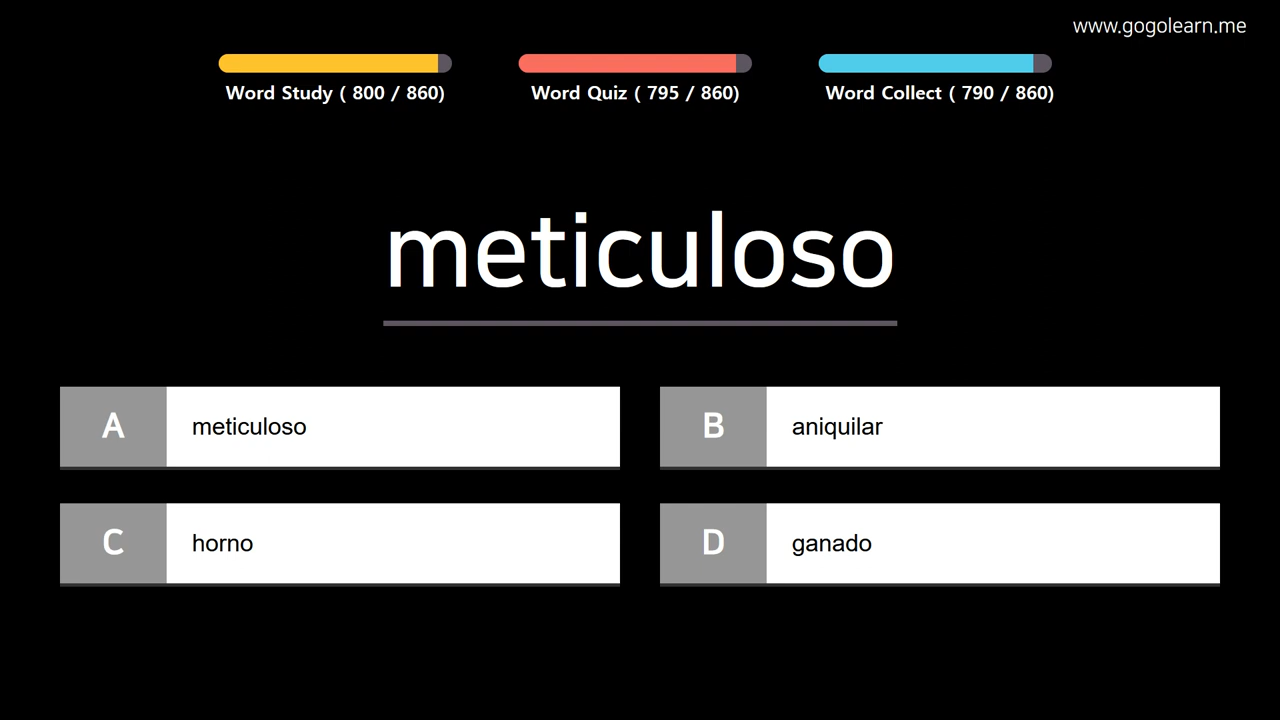 www.gogolearn.me
Word Study ( 800 / 860)
Word Quiz ( 795 / 860)
Word Collect ( 790 / 860)
meticuloso
A meticuloso
B aniquilar
C horno
D ganado